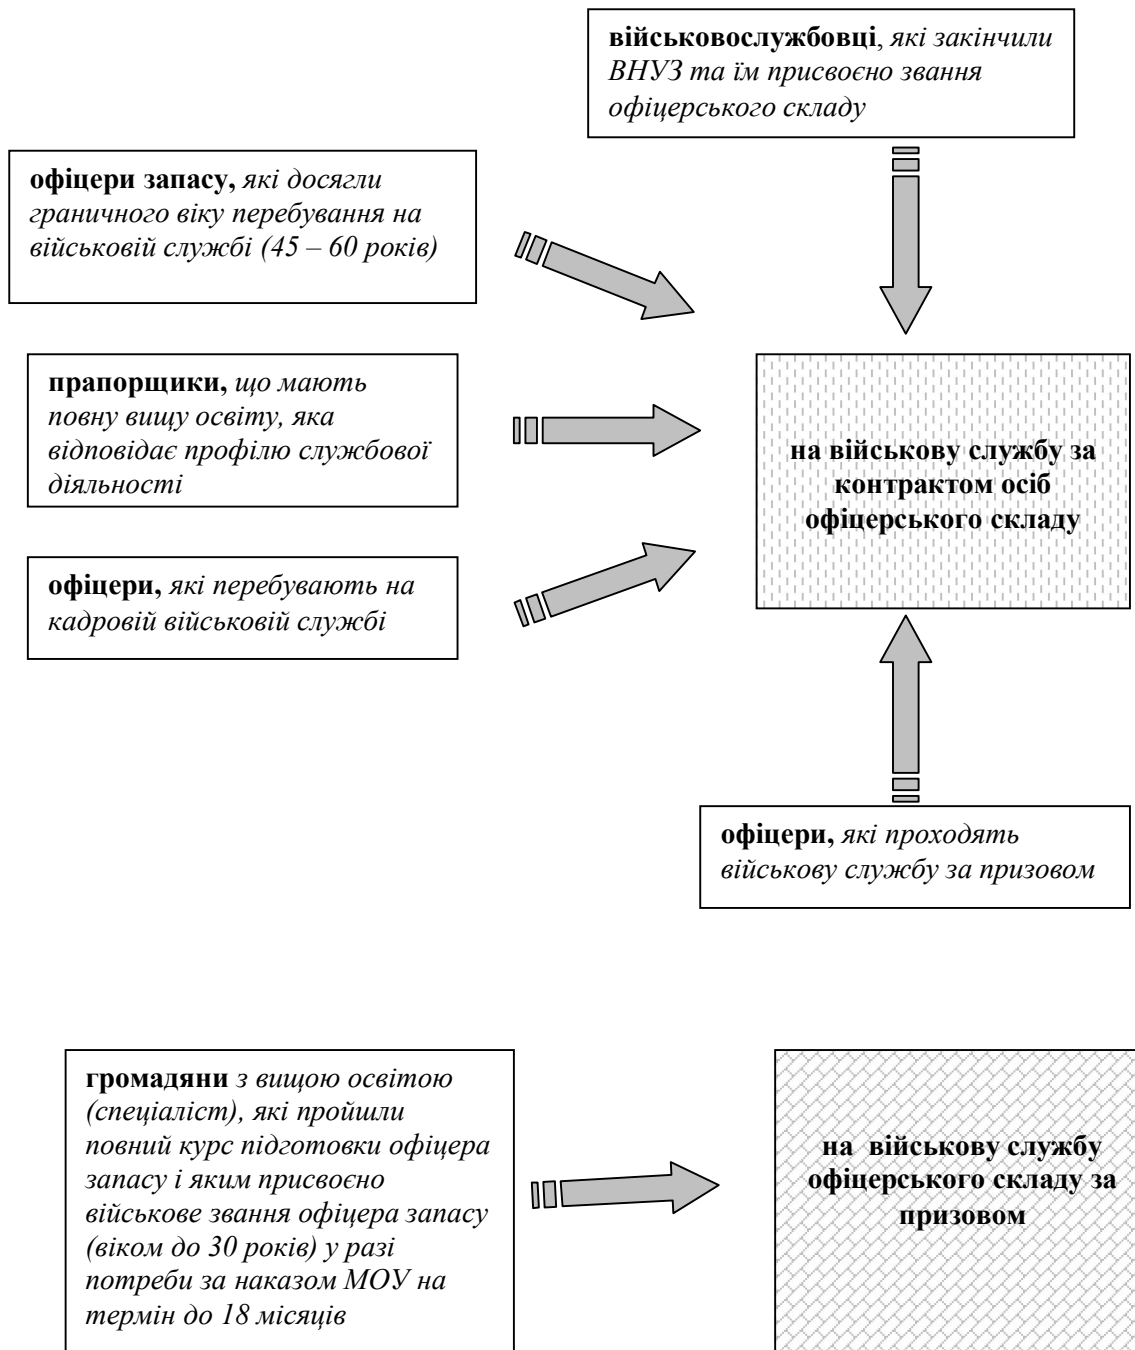 військовослужбовці, які закінчили
ВНУЗ та їм присвоєно звання
офіцерського складу
офіцери запасу, які досягли
граничного віку перебування на
військовій службі (45 – 60 років)
прапорщики, що мають
повну вищу освіту, яка
відповідає профілю службової
діяльності
на військову службу за
контрактом осіб
офіцерського складу
офіцери, які перебувають на
кадровій військовій службі
офіцери, які проходять
військову службу за призовом
громадяни з вищою освітою
(спеціаліст), які пройшли
повний курс підготовки офіцера
запасу і яким присвоєно
військове звання офіцера запасу
(віком до 30 років) у разі
потреби за наказом МОУ на
термін до 18 місяців
на військову службу
офіцерського складу за
призовом